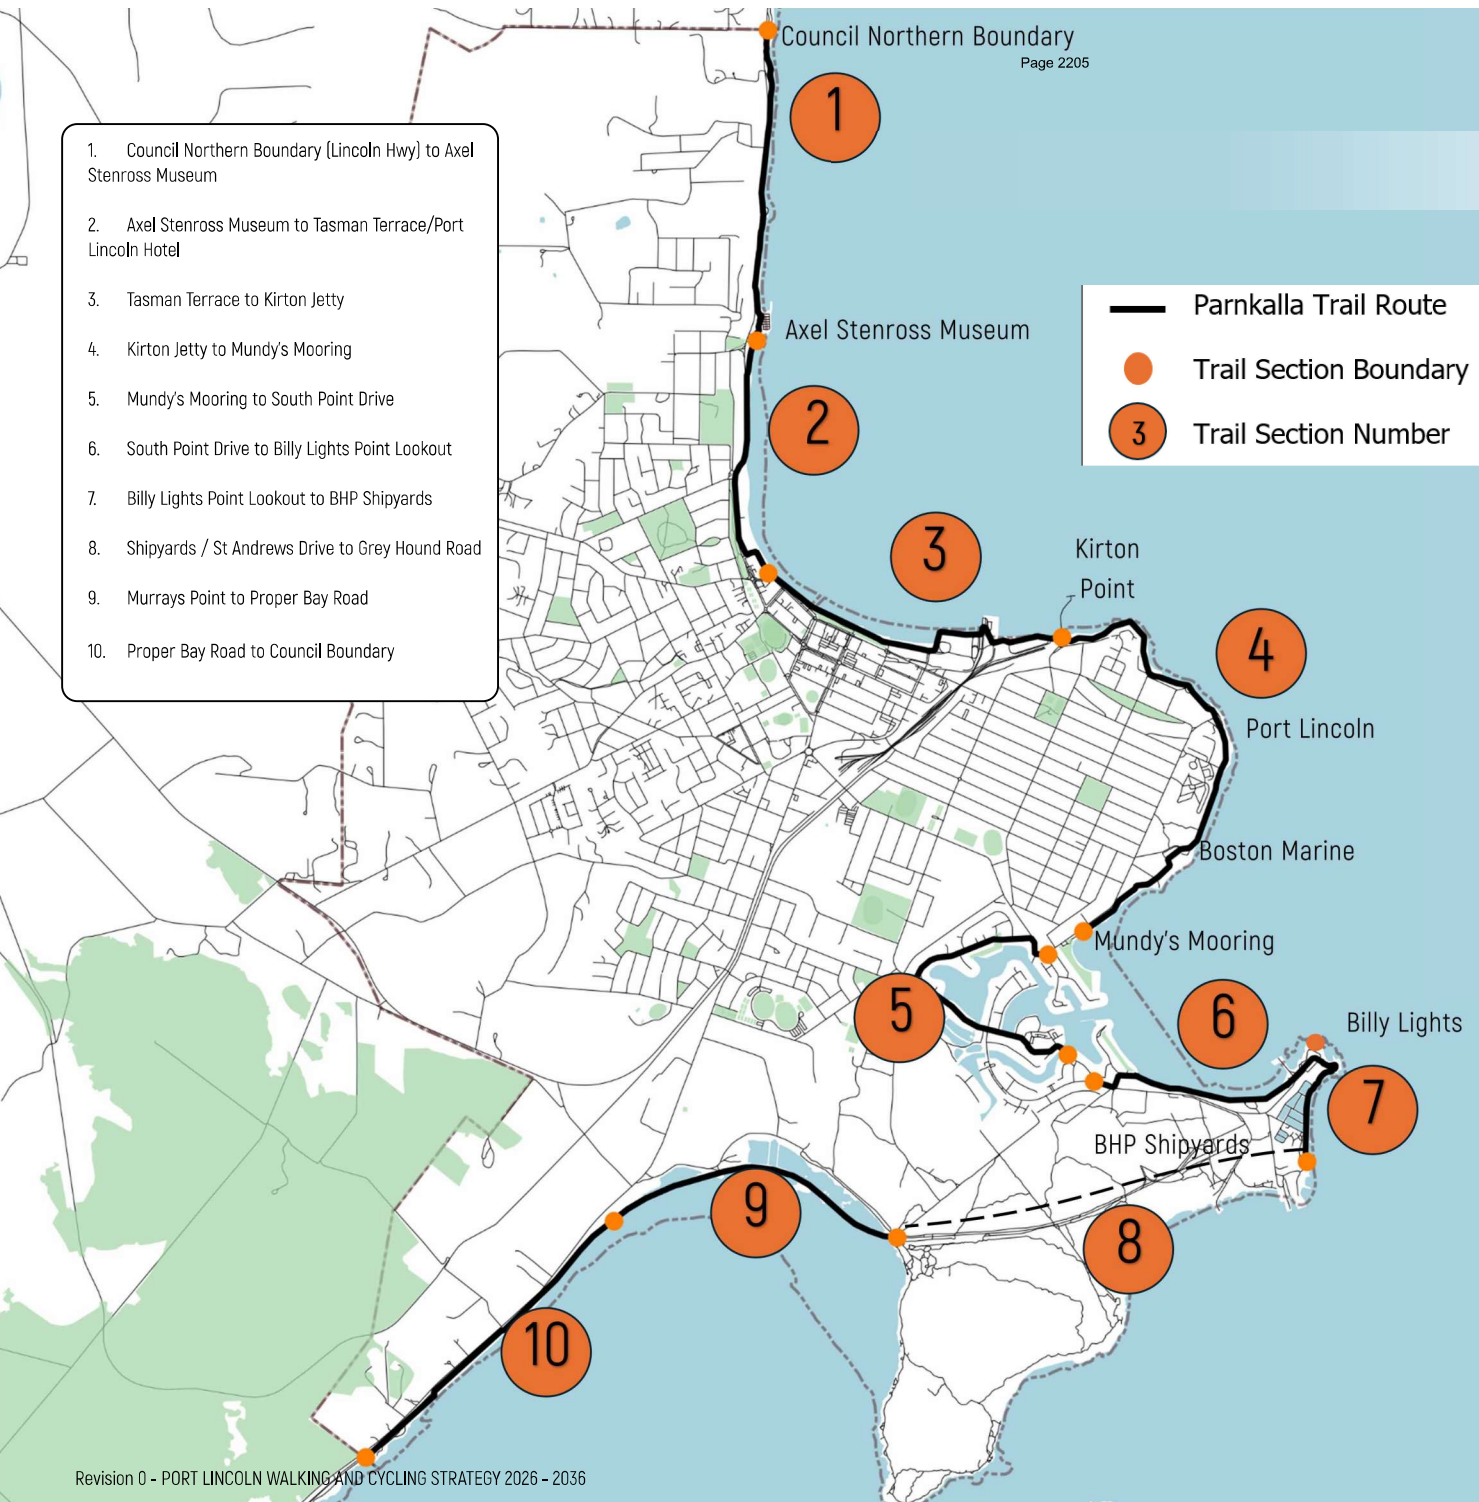 Council Northern Boundary
Page 2205
1
1. Council Northern Boundary (Lincoln Hwy) to Axel
Stenross Museum
2. Axel Stenross Museum to Tasman Terrace/Port
Lincoln Hotel
3. Tasman Terrace to Kirton Jetty
4. Kirton Jetty to Mundy's Mooring
5. Mundy's Mooring to South Point Drive
6. South Point Drive to Billy Lights Point Lookout
7. Billy Lights Point Lookout to BHP Shipyards
8. Shipyards / St Andrews Drive to Grey Hound Road
9. Murrays Point to Proper Bay Road
10. Proper Bay Road to Council Boundary
Parnkalla Trail Route
Trail Section Boundary
3 Trail Section Number
Axel Stenross Museum
2
3
Kirton
Point
4
Port Lincoln
Boston Marine
Mundy's Mooring
5
6
Billy Lights
7
BHP Shipyards
9
8
10
Revision 0 - PORT LINCOLN WALKING AND CYCLING STRATEGY 2026 - 2036